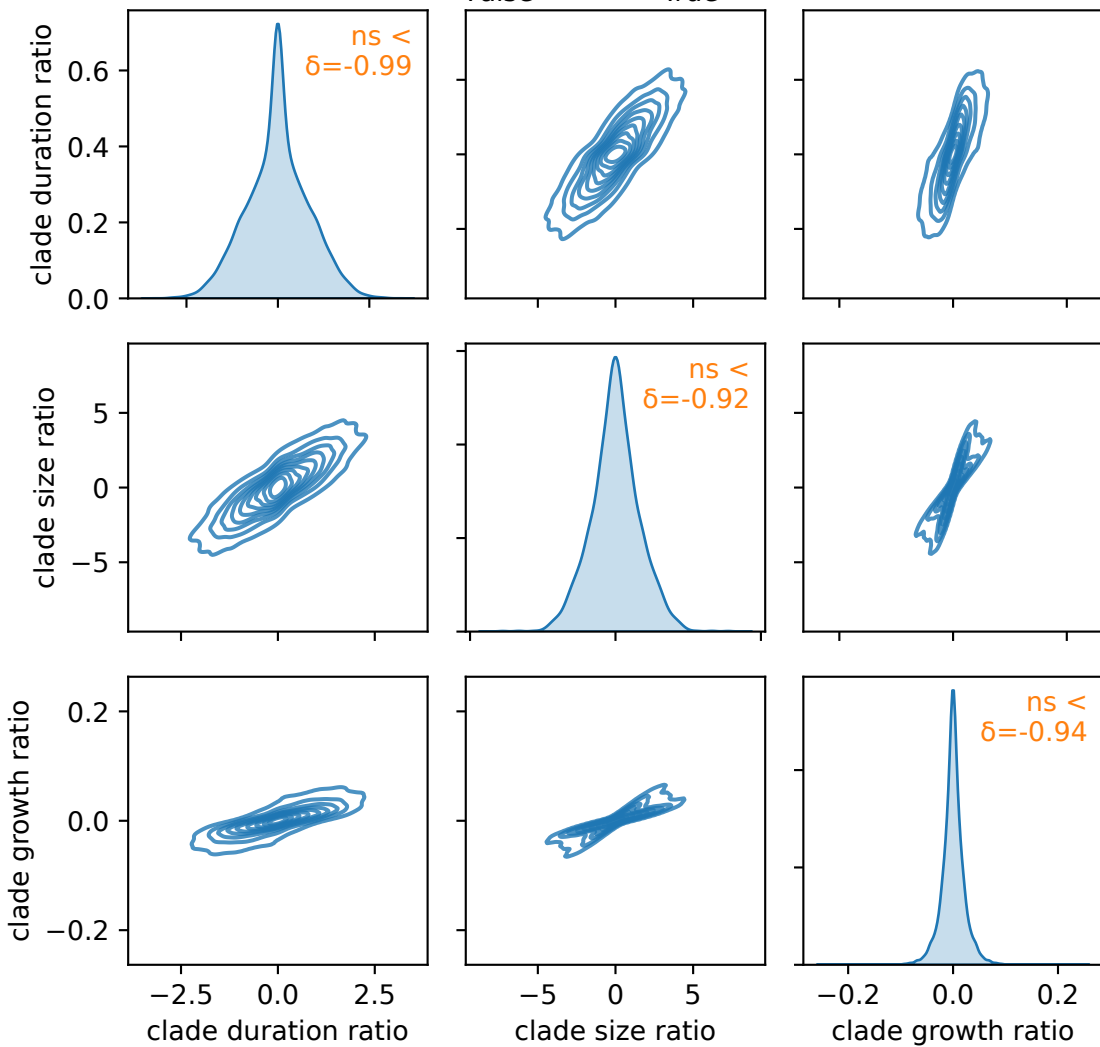 clade duration ratio
0.6
0.4
0.2
0.0
ns <
δ=-0.99
clade size ratio
5
0
−5
ns <
δ=-0.92
clade growth ratio
0.2
0.0
−0.2
ns <
δ=-0.94
−2.5 0.0 2.5
−5 0 5
−0.2 0.0 0.2
clade duration ratio
clade size ratio
clade growth ratio